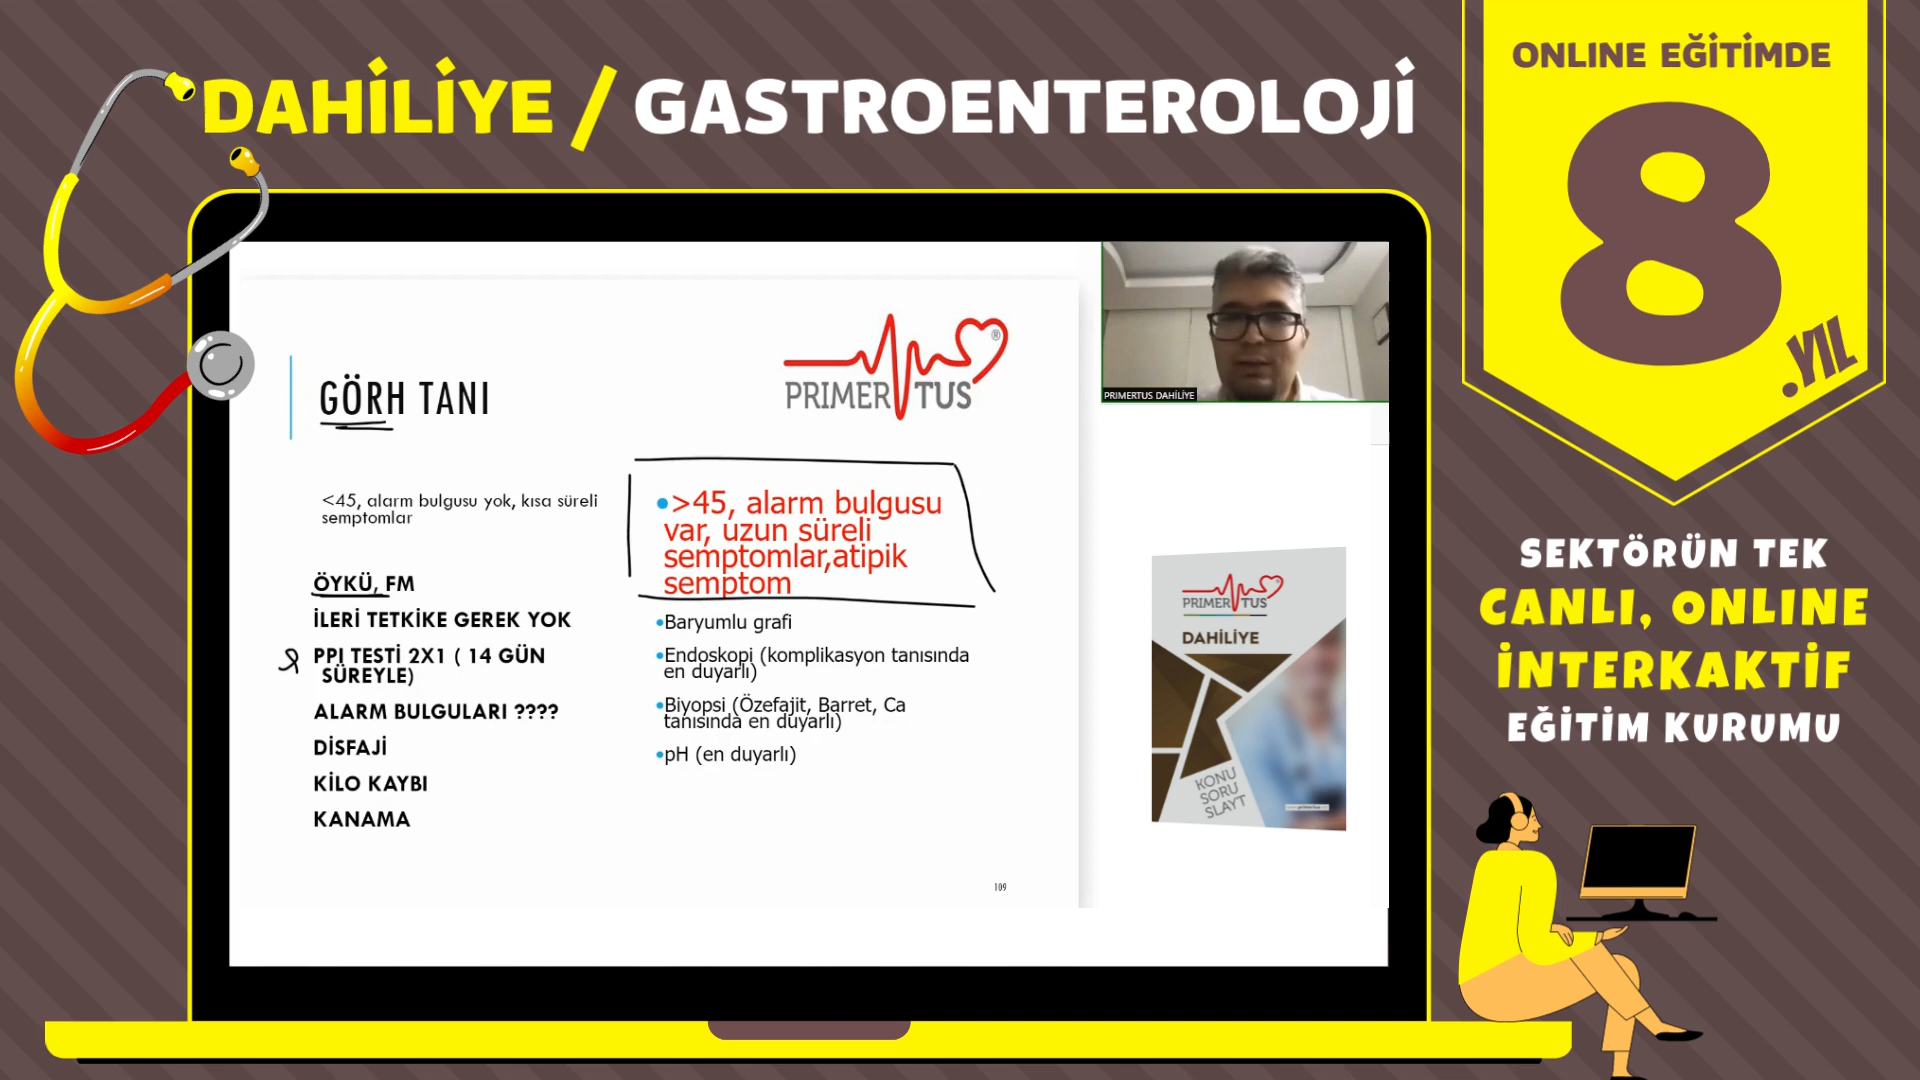 DAHİLİYE / GASTROENTEROLOJİ
ONLINE EĞİTİMDE
8
.YIL
PRIMER TUS
®
PRIMERTUS DAHİLİYE
GÖRH TANI
<45, alarm bulgusu yok, kısa süreli
semptomlar
ÖYKÜ, FM
İLERİ TETKİKE GEREK YOK
PPI TESTİ 2X1 ( 14 GÜN
SÜREYLE)
ALARM BULGULARI ????
DİSFAJİ
KİLO KAYBI
KANAMA
•>45, alarm bulgusu
var, uzun süreli
semptomlar,atipik
semptom
•Baryumlu grafi
•Endoskopi (komplikasyon tanısında
en duyarlı)
•Biyopsi (Özefajit, Barret, Ca
tanısında en duyarlı)
•pH (en duyarlı)
109
PRIMER TUS
DAHİLİYE
KONU
SORU
SLAYT
SEKTÖRÜN TEK
CANLI, ONLINE
İNTERKAKTİF
EĞİTİM KURUMU